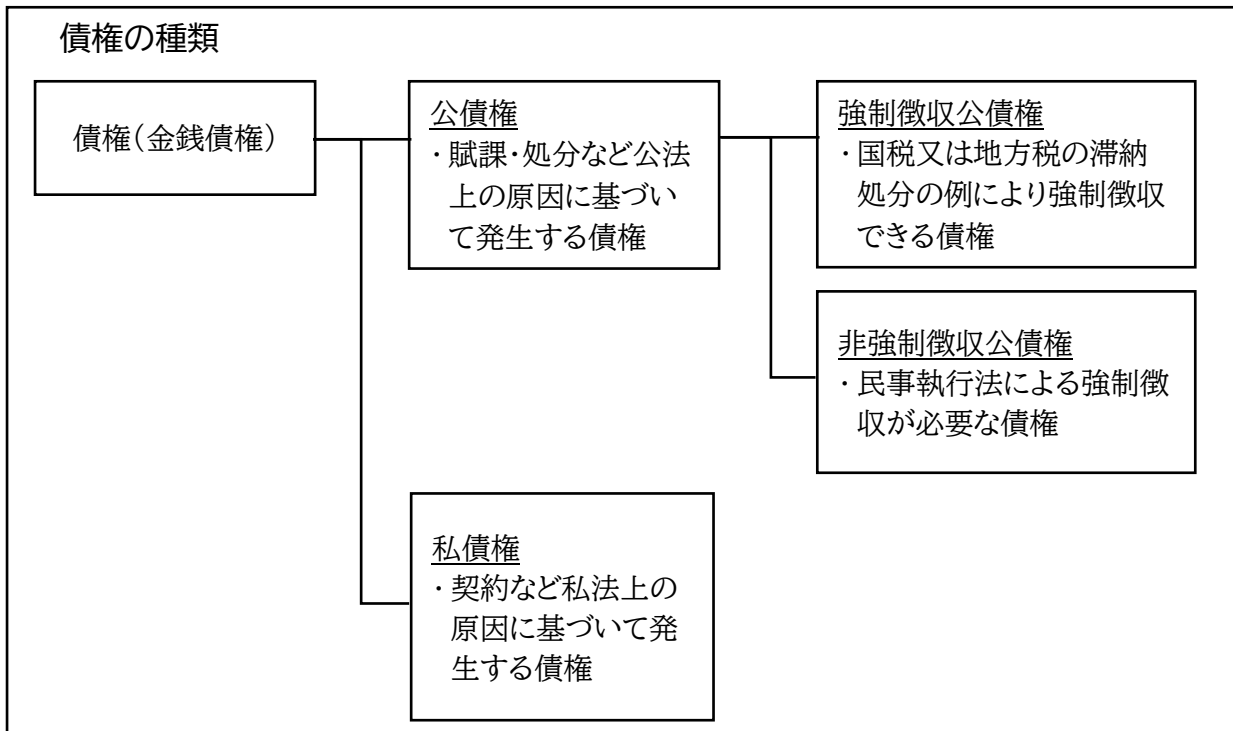 債権の種類
債権(金銭債権)
公債権
・賦課・処分など公法
上の原因に基づい
て発生する債権
強制徴収公債権
・国税又は地方税の滞納
処分の例により強制徴収
できる債権
非強制徴収公債権
・民事執行法による強制徴
収が必要な債権
私債権
・契約など私法上の
原因に基づいて発
生する債権